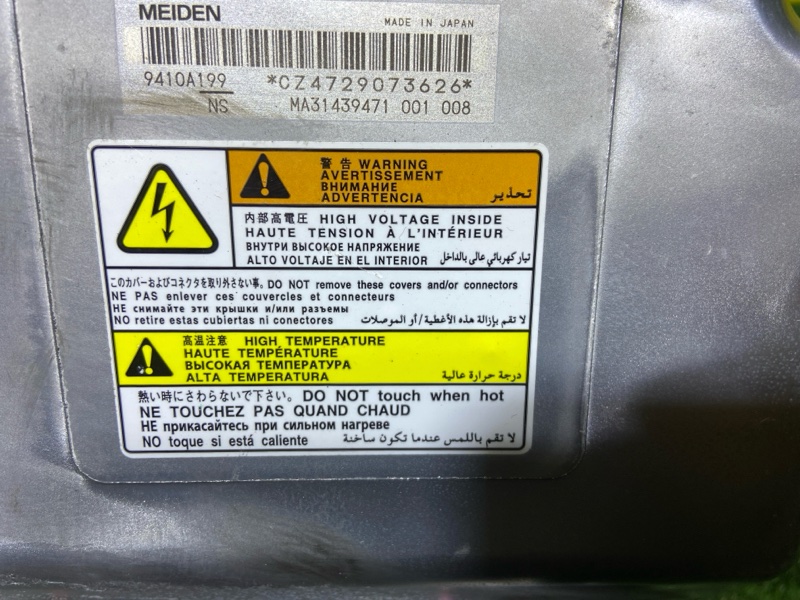 MEIDEN
MADE IN JAPAN
9410A199 *CZ4729073626*
NS MA31439471 001 008
警告 WARNING
AVERTISSEMENT
ВНИМАНИЕ
ADVERTENCIA تحذير
内部高電圧 HIGH VOLTAGE INSIDE
HAUTE TENSION À L'INTÉRIEUR
ВНУТРИ ВЫСОКОЕ НАПРЯЖЕНИЕ
ALTO VOLTAJE EN EL INTERIOR تيار كهربائي عالى بالداخل
このカバーおよびコネクタを取り外さない事。DO NOT remove these covers and/or connectors
NE PAS enlever ces couvercles et connecteurs
НЕ снимайте эти крышки и/или разъемы
NO retire estas cubiertas ni conectores لا تقم بإزالة هذه الأغطية/أو الموصلات
高温注意 HIGH TEMPERATURE
HAUTE TEMPÉRATURE
ВЫСОКАЯ ТЕМПЕРАТУРА
ALTA TEMPERATURA درجة حرارة عالية
熱い時にさわらないで下さい。DO NOT touch when hot
NE TOUCHEZ PAS QUAND CHAUD
НЕ прикасайтесь при сильном нагреве
NO toque si está caliente لا تقم باللمس عندما تكون ساخنة